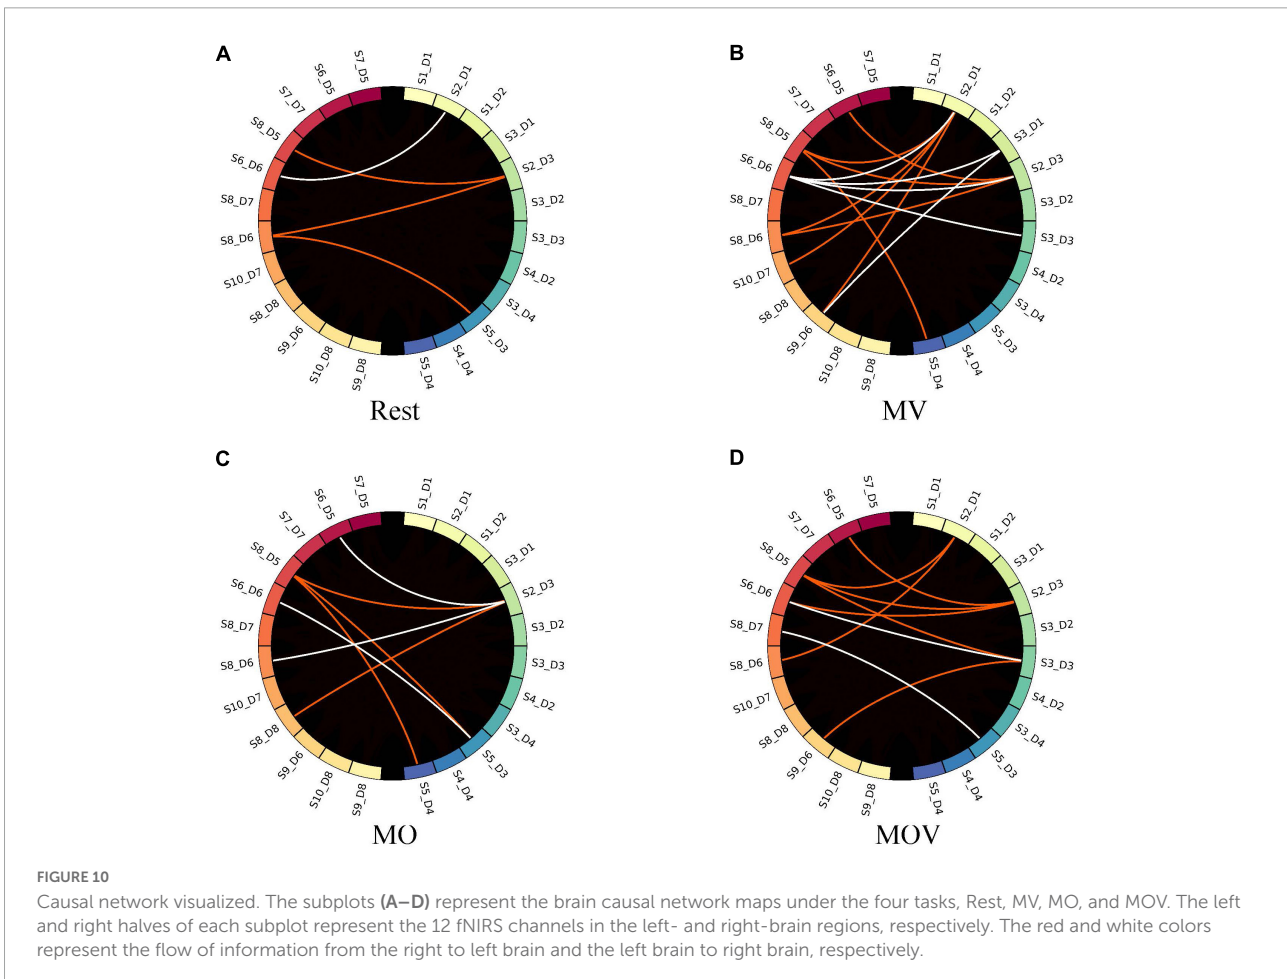 A
S7_D5
S6_D5
S7_D7
S8_D5
S6_D6
S8_D7
S8_D6
S10_D7
S8_D8
S9_D6
S10_D8
S9_D8
S1_D1
S2_D1
S1_D2
S3_D1
S2_D3
S3_D2
S3_D3
S4_D2
S3_D4
S5_D3
S4_D4
S5_D4
Rest
B
S7_D5
S6_D5
S7_D7
S8_D5
S6_D6
S8_D7
S8_D6
S10_D7
S8_D8
S9_D6
S10_D8
S9_D8
S1_D1
S2_D1
S1_D2
S3_D1
S2_D3
S3_D2
S3_D3
S4_D2
S3_D4
S5_D3
S4_D4
S5_D4
MV
C
S7_D5
S6_D5
S7_D7
S8_D5
S6_D6
S8_D7
S8_D6
S10_D7
S8_D8
S9_D6
S10_D8
S9_D8
S1_D1
S2_D1
S1_D2
S3_D1
S2_D3
S3_D2
S3_D3
S4_D2
S3_D4
S5_D3
S4_D4
S5_D4
MO
D
S7_D5
S6_D5
S7_D7
S8_D5
S6_D6
S8_D7
S8_D6
S10_D7
S8_D8
S9_D6
S10_D8
S9_D8
S1_D1
S2_D1
S1_D2
S3_D1
S2_D3
S3_D2
S3_D3
S4_D2
S3_D4
S5_D3
S4_D4
S5_D4
MOV
FIGURE 10
Causal network visualized. The subplots (A–D) represent the brain causal network maps under the four tasks, Rest, MV, MO, and MOV. The left
and right halves of each subplot represent the 12 fNIRS channels in the left- and right-brain regions, respectively. The red and white colors
represent the flow of information from the right to left brain and the left brain to right brain, respectively.